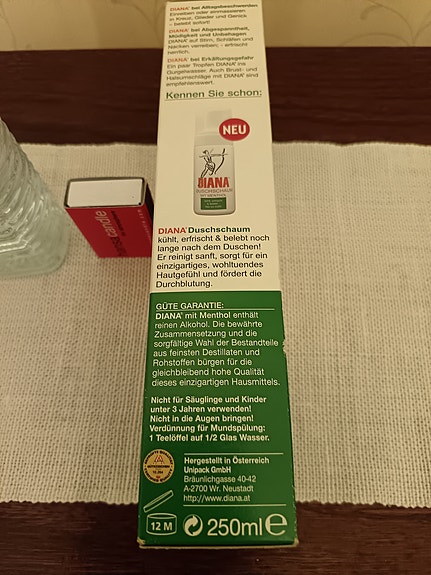 DIANA® bei Alltagsbeschwerden
Einreiben oder einmassieren
in Kreuz, Glieder und Genick
– belebt sofort!
DIANA® bei Abgespanntheit,
Müdigkeit und Unbehagen
DIANA® auf Stirn, Schläfen und
Nacken verreiben, - erfrischt
herrlich.
DIANA® bei Erkältungsgefahr
Ein paar Tropfen DIANA® ins
Gurgelwasser. Auch Brust- und
Halsumschläge mit DIANA® sind
empfehlenswert.
Kennen Sie schon:
NEU
DIANA
DUSCHSCHAUM
MIT MENTHOL
DIANA® Duschschaum
kühlt, erfrischt & belebt noch
lange nach dem Duschen!
Er reinigt sanft, sorgt für ein
einzigartiges, wohltuendes
Hautgefühl und fördert die
Durchblutung.
GÜTE GARANTIE:
DIANA® mit Menthol enthält
reinen Alkohol. Die bewährte
Zusammensetzung und die
sorgfältige Wahl der Bestandteile
aus feinsten Destillaten und
Rohstoffen bürgen für die
gleichbleibend hohe Qualität
dieses einzigartigen Hausmittels.
Nicht für Säuglinge und Kinder
unter 3 Jahren verwenden!
Nicht in die Augen bringen!
Verdünnung für Mundspülung:
1 Teelöffel auf 1/2 Glas Wasser.
Hergestellt in Österreich
Unipack GmbH
Bräunlichgasse 40-42
A-2700 Wr. Neustadt
http://www.diana.at
12 M
250ml e